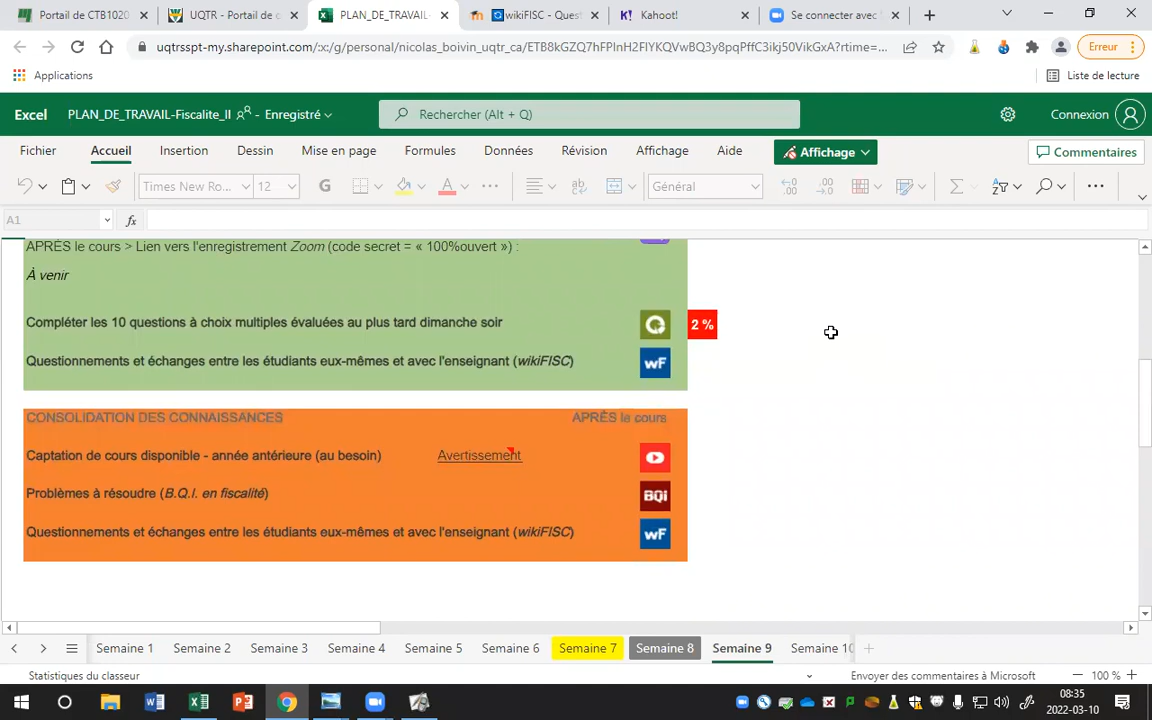 Portail de CTB1020
UQTR - Portail de
PLAN_DE_TRAVAIL-
wikiFISC - Quest
Kahoot!
Se connecter avec
uqtrsspt-my.sharepoint.com/:x:/g/personal/nicolas_boivin_uqtr_ca/ETB8kGZQ7hFPInH2FIYKQVwBQ3y8pqPffC3ikj50VikGxA?rtime=...
Erreur
Applications
Liste de lecture
Excel
PLAN_DE_TRAVAIL-Fiscalite_II - Enregistré
Rechercher (Alt + Q)
Connexion
Fichier Accueil Insertion Dessin Mise en page Formules Données Révision Affichage Aide Affichage Commentaires
Times New Ro... 12 G A ab Général
A1 fx
APRÈS le cours > Lien vers l'enregistrement Zoom (code secret = « 100%ouvert ») :
À venir
Compléter les 10 questions à choix multiples évaluées au plus tard dimanche soir
2 %
Questionnements et échanges entre les étudiants eux-mêmes et avec l'enseignant (wikiFISC) wF
CONSOLIDATION DES CONNAISSANCES APRÈS le cours
Captation de cours disponible - année antérieure (au besoin) Avertissement
Problèmes à résoudre (B.Q.I. en fiscalité) BQi
Questionnements et échanges entre les étudiants eux-mêmes et avec l'enseignant (wikiFISC) wF
Semaine 1 Semaine 2 Semaine 3 Semaine 4 Semaine 5 Semaine 6 Semaine 7 Semaine 8 Semaine 9 Semaine 10
Statistiques du classeur
Envoyer des commentaires à Microsoft
100 %
08:35
2022-03-10